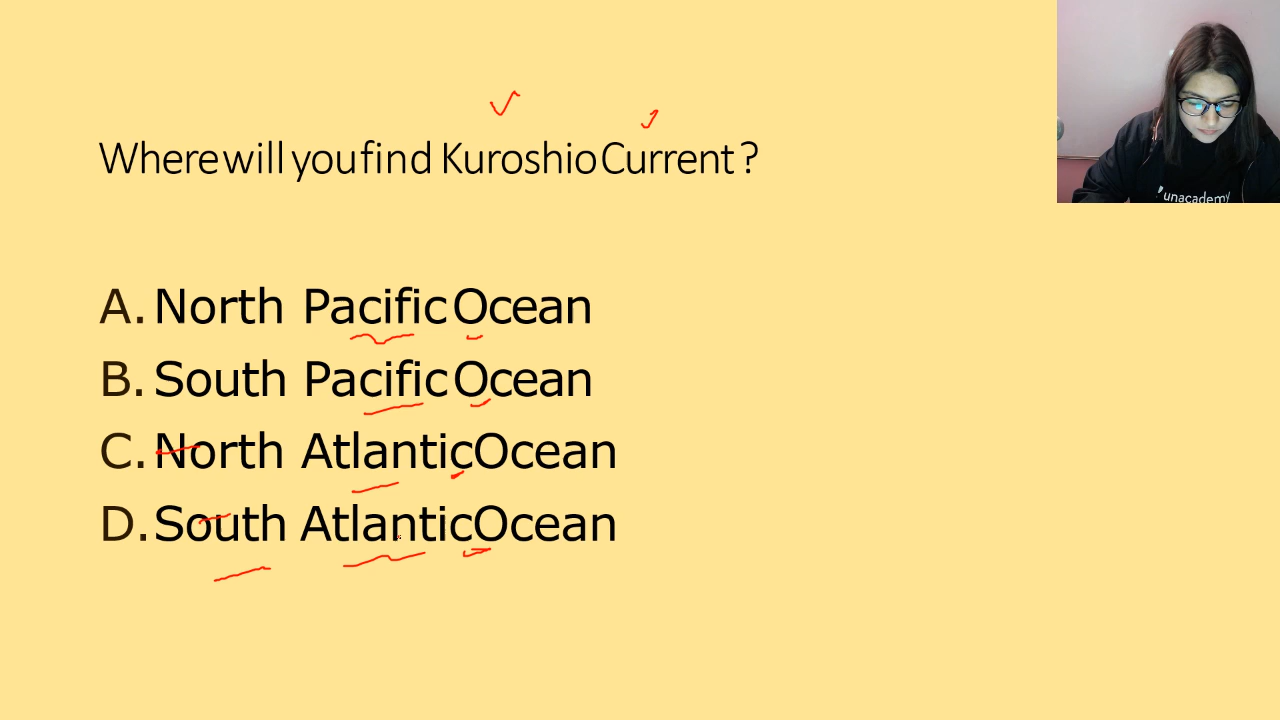 Where will you find Kuroshio Current ?
A. North Pacific Ocean
B. South Pacific Ocean
C. North Atlantic Ocean
D. South Atlantic Ocean
unacademy